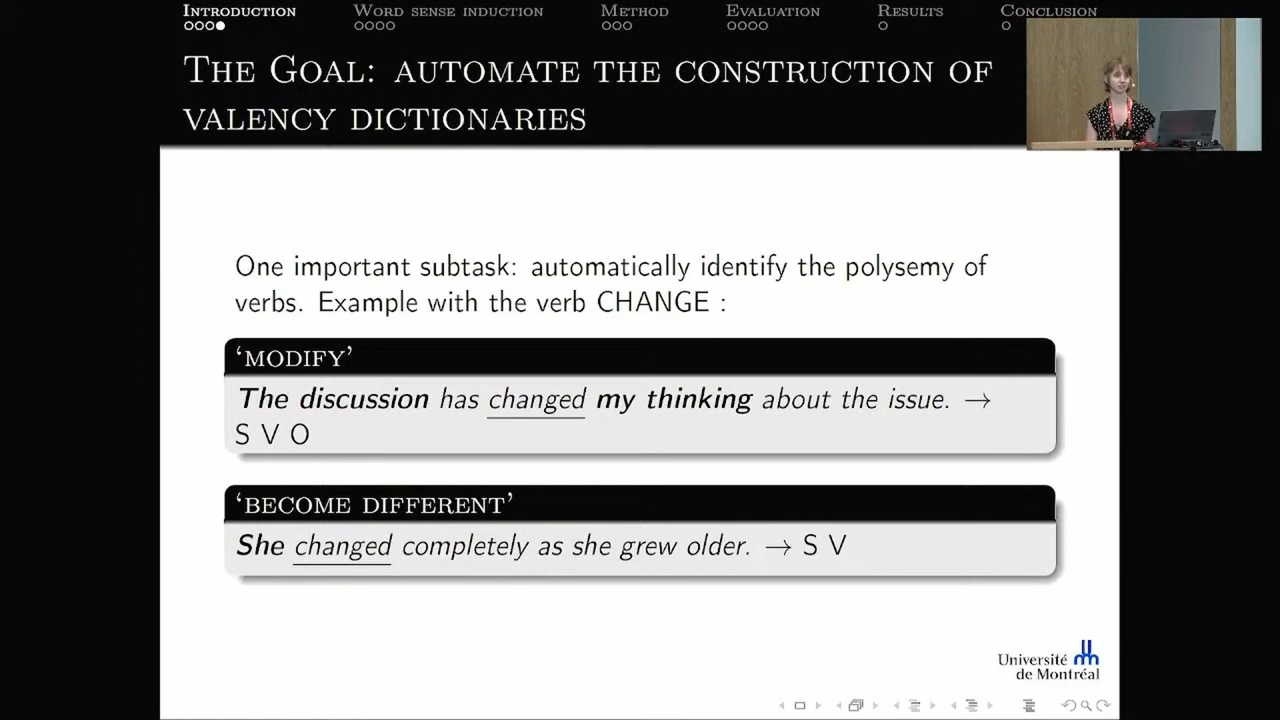 Introduction Word sense induction Method Evaluation Results Conclusion
The Goal: automate the construction of
valency dictionaries
One important subtask: automatically identify the polysemy of
verbs. Example with the verb CHANGE :
‘modify’
The discussion has changed my thinking about the issue. →
S V O
‘become different’
She changed completely as she grew older. → S V
Université
de Montréal